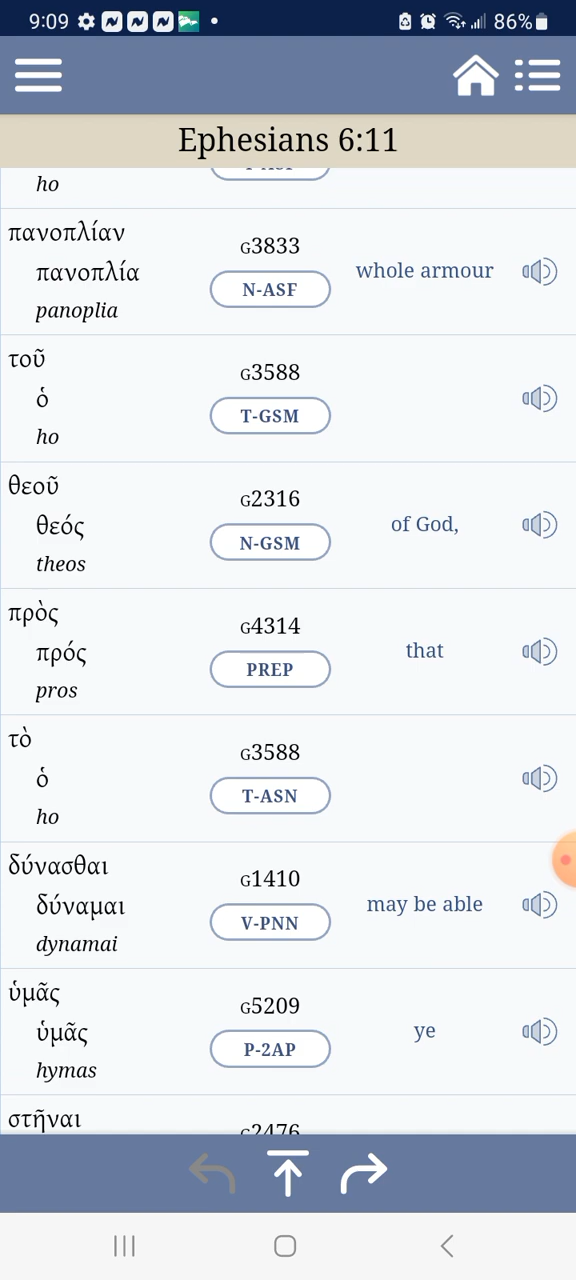 9:09
86%
Ephesians 6:11
ho
πανοπλίαν
πανοπλία
panoplia
G3833
N-ASF
whole armour
τοῦ
ὁ
ho
G3588
T-GSM
θεοῦ
θεός
theos
G2316
N-GSM
of God,
πρὸς
πρός
pros
G4314
PREP
that
τὸ
ὁ
ho
G3588
T-ASN
δύνασθαι
δύναμαι
dynamai
G1410
V-PNN
may be able
ὑμᾶς
ὑμᾶς
hymas
G5209
P-2AP
ye
στῆναι
G2476